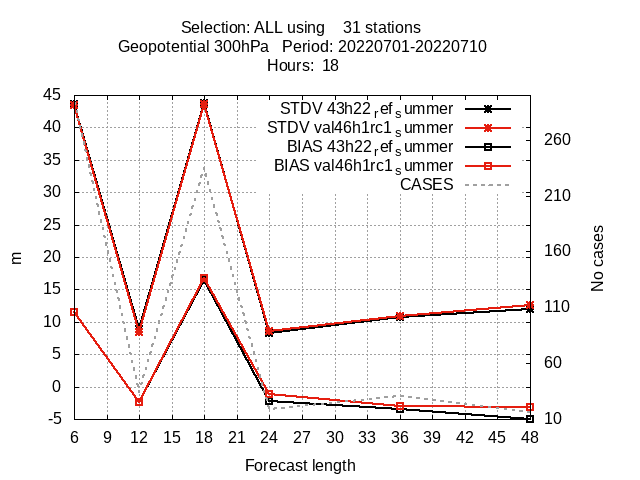 Selection: ALL using    31 stations
Geopotential 300hPa   Period: 20220701-20220710
Hours: 18
STDV 43h22_ref_summer
STDV val46h1rc1_summer
BIAS 43h22_ref_summer
BIAS val46h1rc1_summer
CASES
45
40
35
30
25
20
15
10
5
0
-5
m
260
210
160
110
60
10
No cases
6 9 12 15 18 21 24 27 30 33 36 39 42 45 48
Forecast length